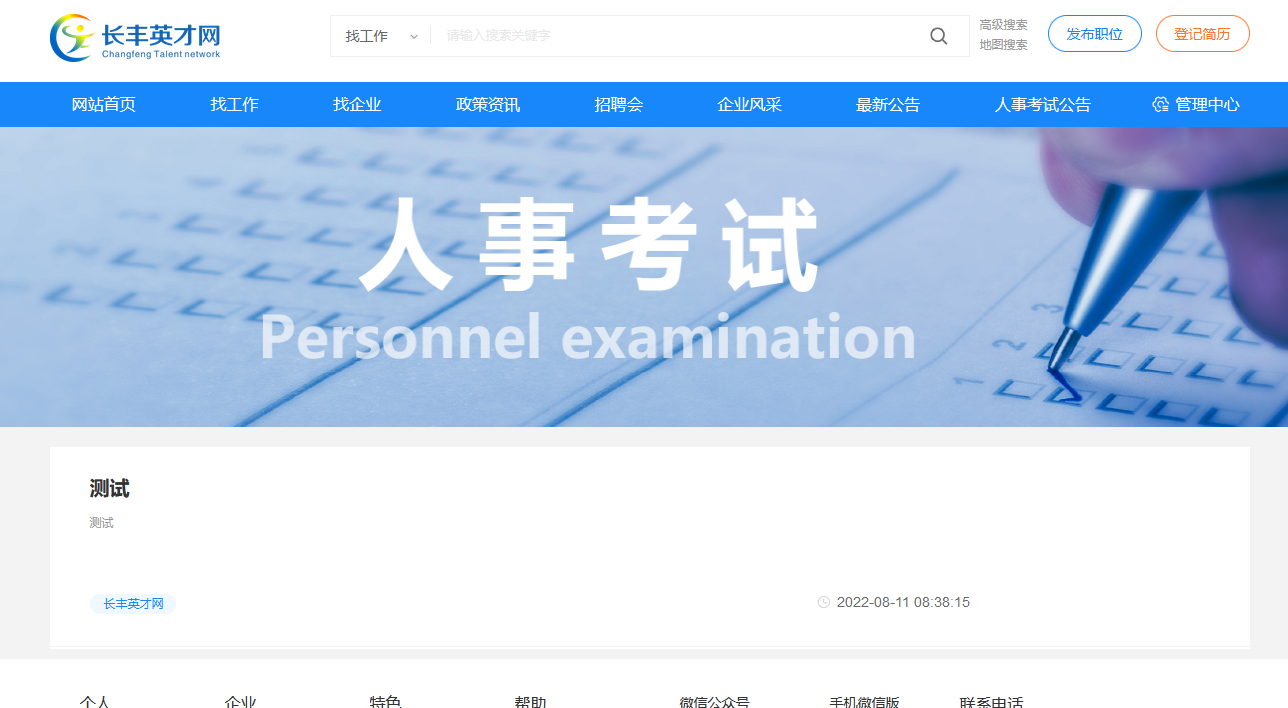 长丰英才网
Changfeng Talent network
找工作
请输入搜索关键字
高级搜索
地图搜索
发布职位
登记简历
网站首页
找工作
找企业
政策资讯
招聘会
企业风采
最新公告
人事考试公告
管理中心
人事考试
Personnel examination
3
2
1
测试
测试
长丰英才网
2022-08-11 08:38:15
个人
企业
特色
帮助
微信公众号
手机微信版
联系电话